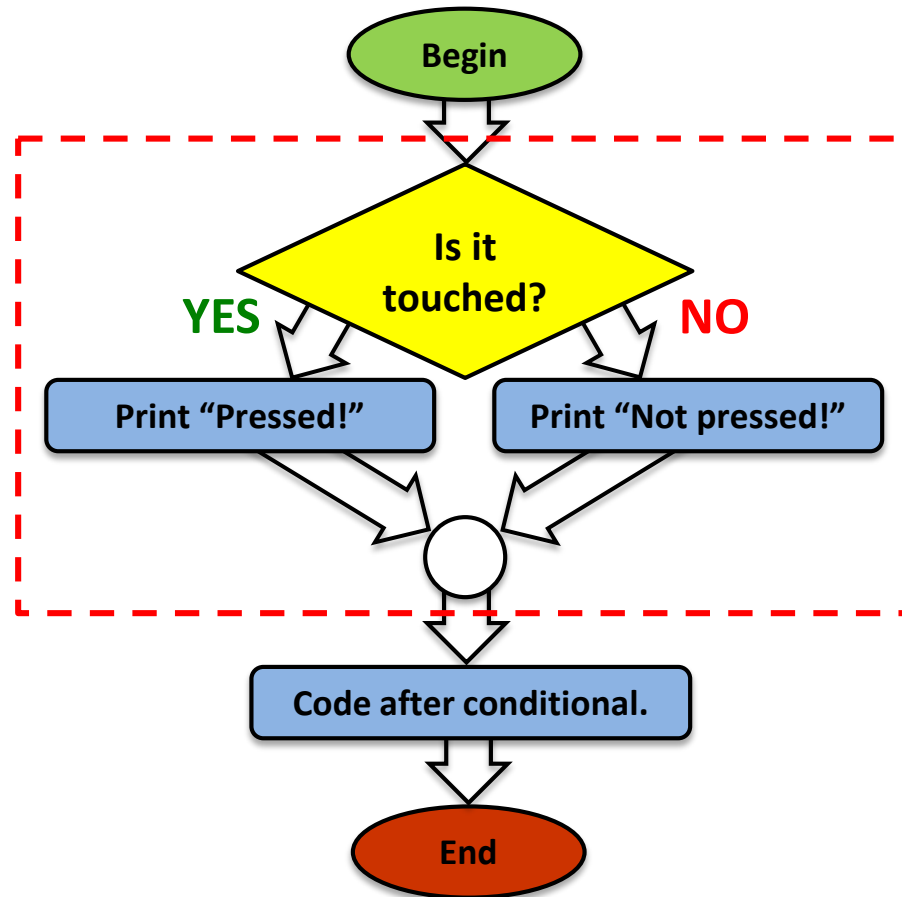 Begin
Is it
touched?
YES
NO
Print “Pressed!”
Print “Not pressed!”
Code after conditional.
End